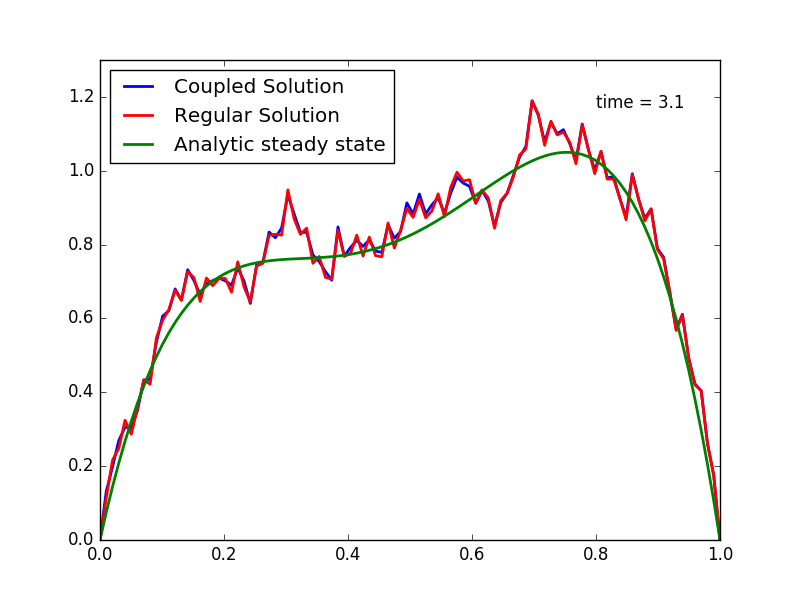 Coupled Solution
Regular Solution
Analytic steady state
time = 3.1
1.2
1.0
0.8
0.6
0.4
0.2
0.0
0.0 0.2 0.4 0.6 0.8 1.0